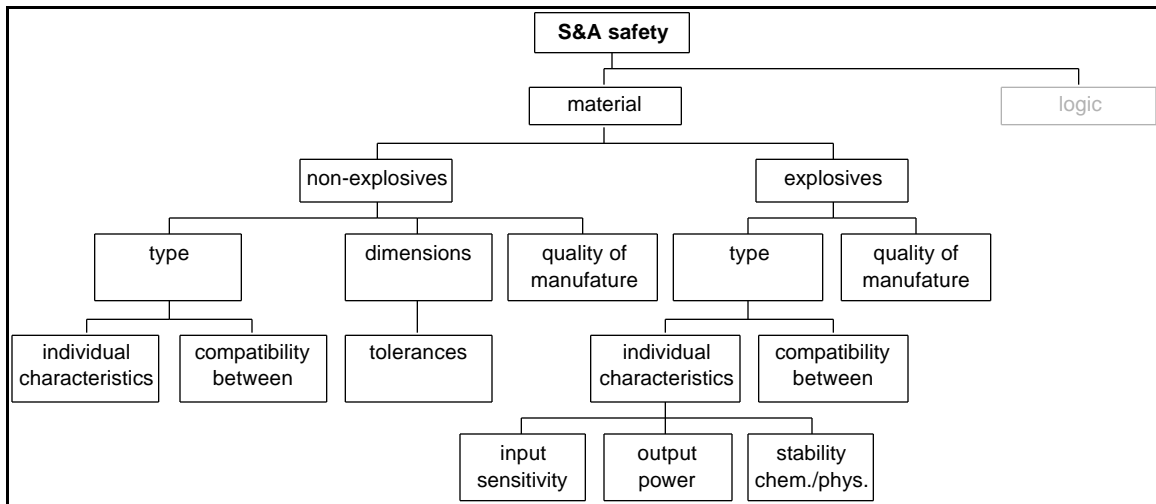 S&A safety
material
logic
non-explosives
explosives
type
dimensions
quality of
manufature
type
quality of
manufature
individual
characteristics
compatibility
between
tolerances
individual
characteristics
compatibility
between
input
sensitivity
output
power
stability
chem./phys.